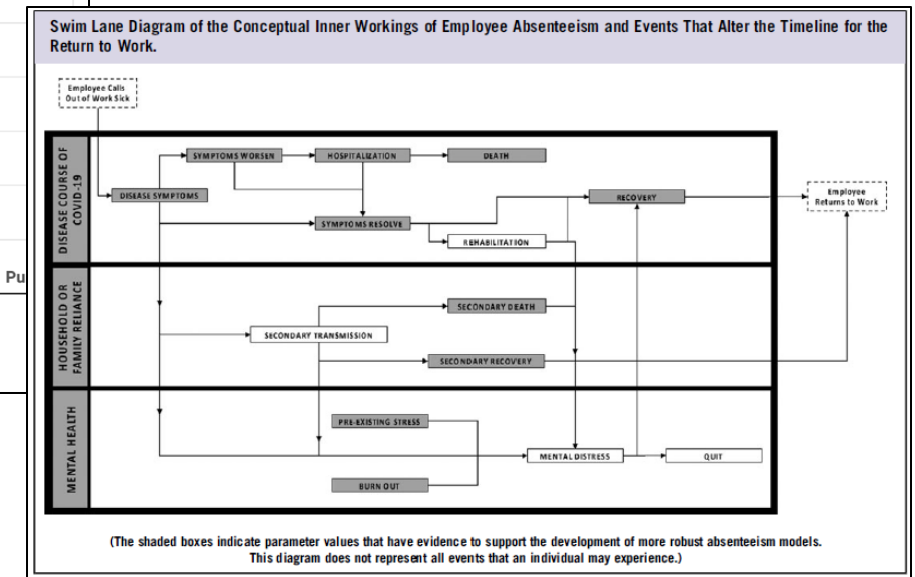 Swim Lane Diagram of the Conceptual Inner Workings of Employee Absenteeism and Events That Alter the Timeline for the
Return to Work.
Employee Calls
Out of Work Sick
DISEASE COURSE OF
COVID-19
SYMPTOMS WORSEN
HOSPITALIZATION
DEATH
DISEASE SYMPTOMS
RECOVERY
Employee
Returns to Work
SYMPTOMS RESOLVE
REHABILITATION
Pu
HOUSEHOLD OR
FAMILY RELIANCE
SECONDARY DEATH
SECONDARY TRANSMISSION
SECONDARY RECOVERY
MENTAL HEALTH
PRE-EXISTING STRESS
MENTAL DISTRESS
QUIT
BURN OUT
(The shaded boxes indicate parameter values that have evidence to support the development of more robust absenteeism models.
This diagram does not represent all events that an individual may experience.)